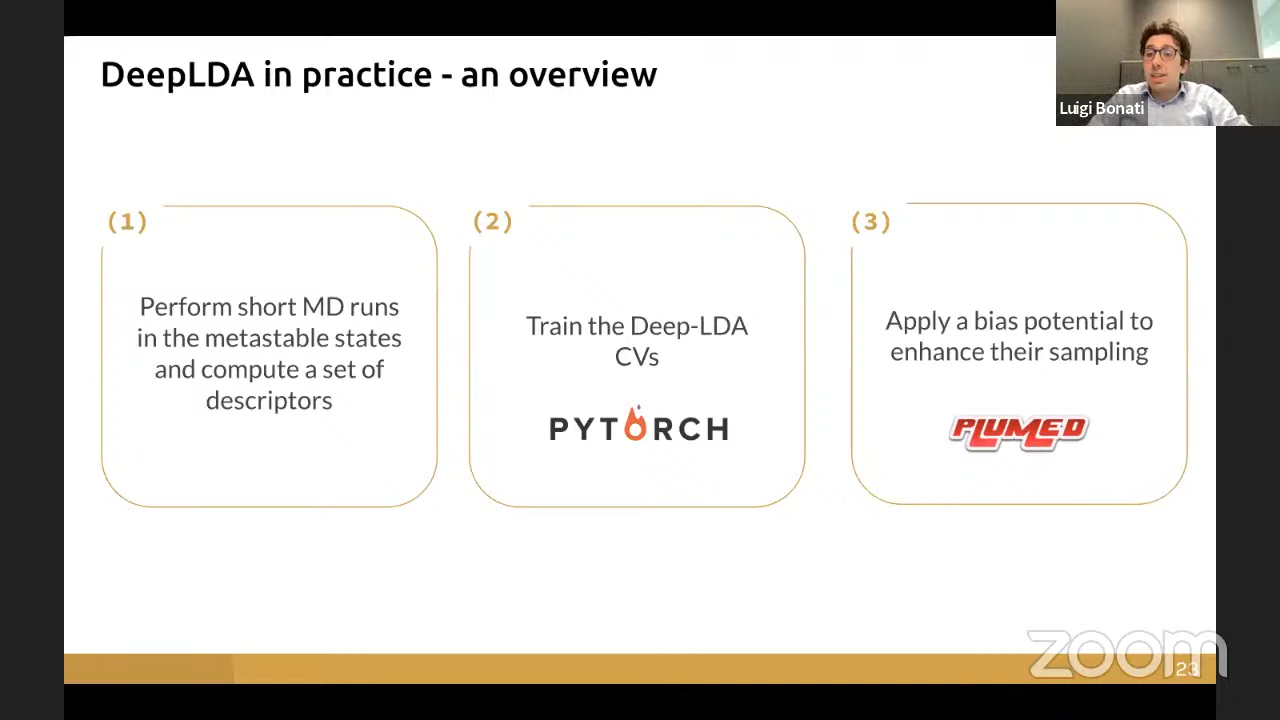 DeepLDA in practice - an overview
Luigi Bonati
(1)
Perform short MD runs
in the metastable states
and compute a set of
descriptors
(2)
Train the Deep-LDA
CVs
PYTORCH
(3)
Apply a bias potential to
enhance their sampling
PLUMED
zoom
23